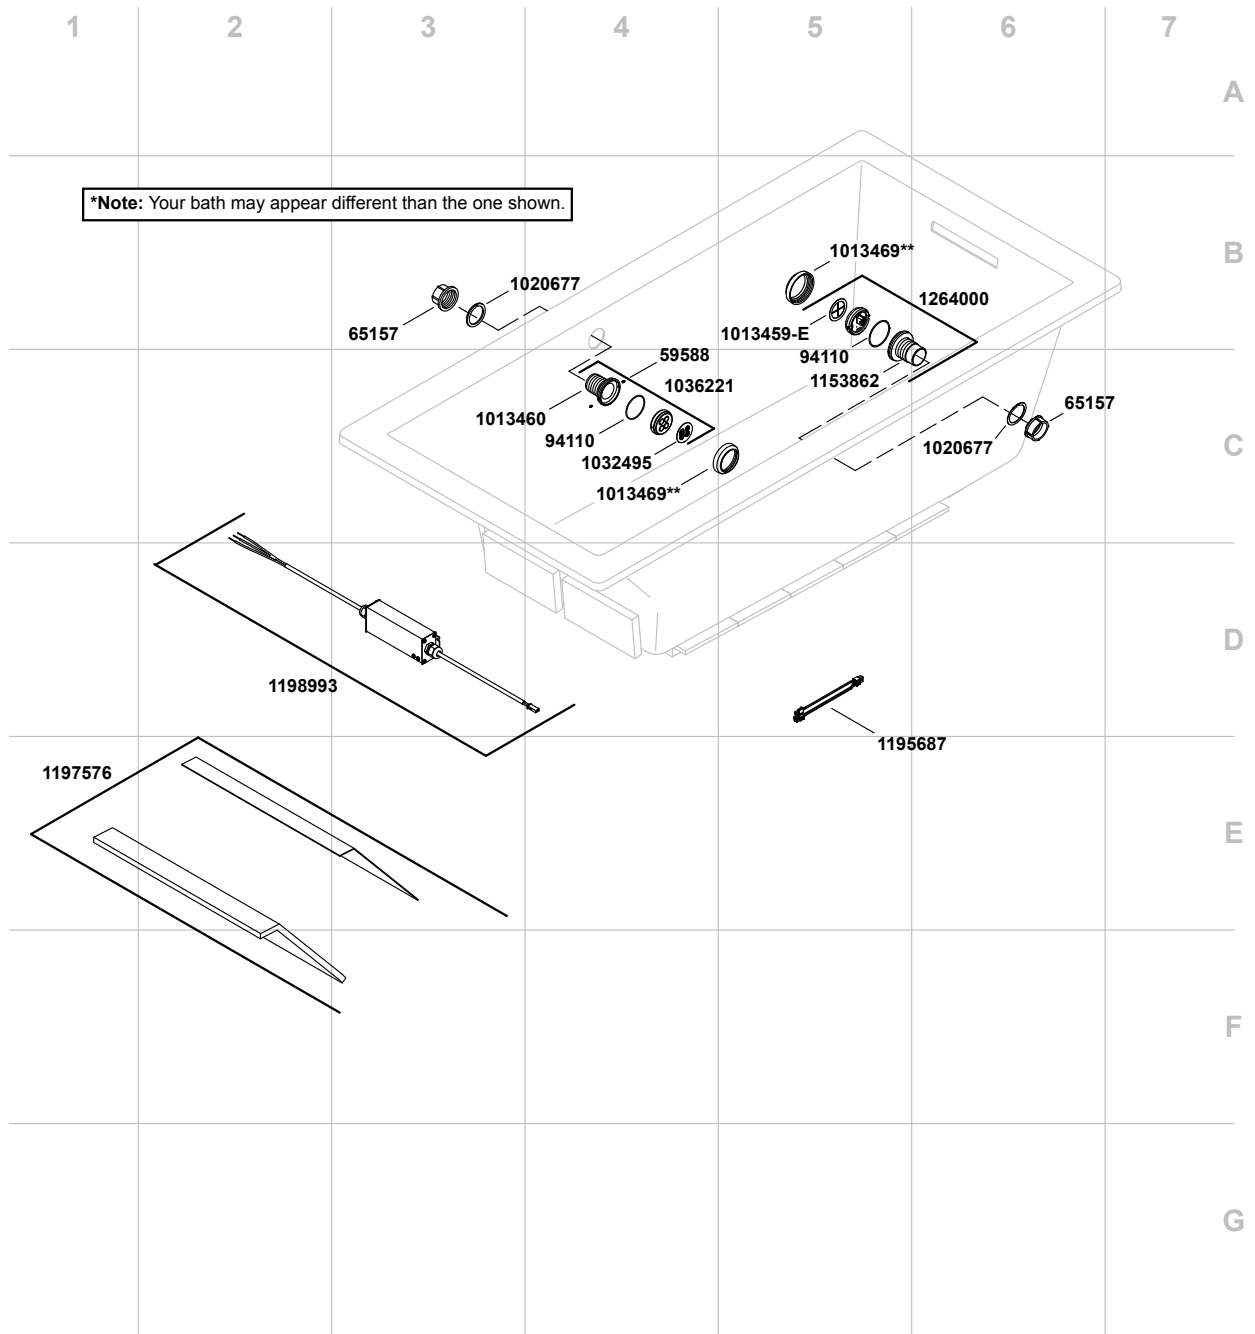 1 2 3 4 5 6 7
A
*Note: Your bath may appear different than the one shown.
B
1013469**
1020677
1264000
65157
1013459-E
94110
59588
1153862
1036221
65157
1013460
94110
1020677
C
1032495
1013469**
D
1198993
1195687
1197576
E
F
G